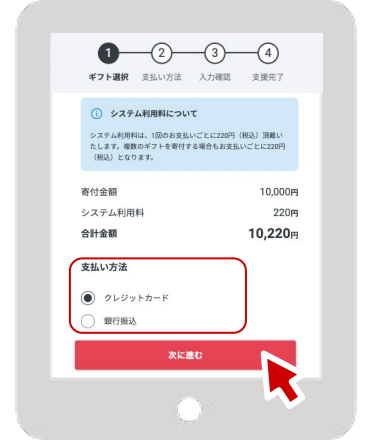 1 2 3 4
ギフト選択 支払い方法 入力確認 支援完了
システム利用料について
システム利用料は、1回のお支払いごとに220円（税込）頂戴い
たします。複数のギフトを寄付する場合もお支払いごとに220円
（税込）となります。
寄付金額 10,000円
システム利用料 220円
合計金額 10,220円
支払い方法
クレジットカード
銀行振込
次に進む